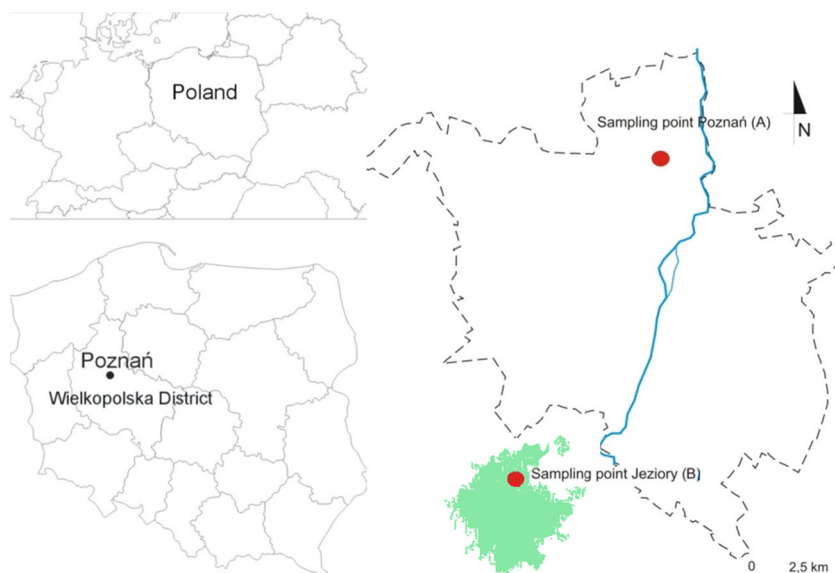 Poland
Poznań
Wielkopolska District
Sampling point Poznań (A)
N
Sampling point Jeziory (B)
0 2,5 km